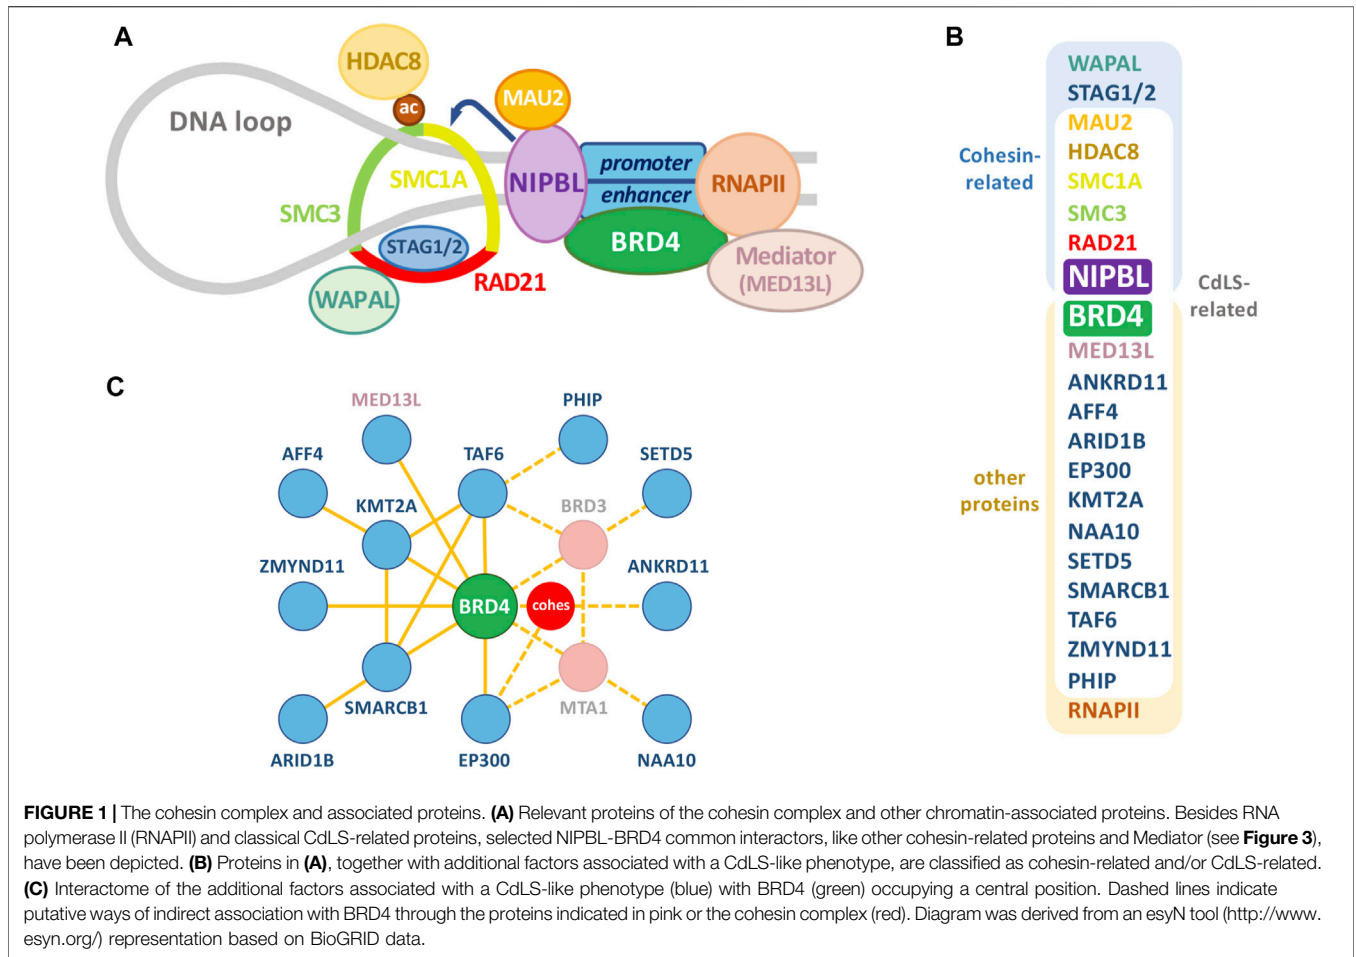 A
HDAC8
ac
MAU2
DNA loop
SMC1A
SMC3
NIPBL
promoter
enhancer
RNAPII
STAG1/2
BRD4
RAD21
WAPAL
Mediator
(MED13L)
B
WAPAL
STAG1/2
MAU2
HDAC8
SMC1A
SMC3
RAD21
NIPBL
BRD4
MED13L
ANKRD11
AFF4
ARID1B
EP300
KMT2A
NAA10
SETD5
SMARCB1
TAF6
ZMYND11
PHIP
RNAPII
Cohesin-
related
CdLS-
related
other
proteins
C
MED13L
PHIP
AFF4
TAF6
SETD5
KMT2A
BRD3
ZMYND11
ANKRD11
BRD4
cohes
SMARCB1
MTA1
ARID1B
EP300
NAA10
FIGURE 1 | The cohesin complex and associated proteins. (A) Relevant proteins of the cohesin complex and other chromatin-associated proteins. Besides RNA
polymerase II (RNAPII) and classical CdLS-related proteins, selected NIPBL-BRD4 common interactors, like other cohesin-related proteins and Mediator (see Figure 3),
have been depicted. (B) Proteins in (A), together with additional factors associated with a CdLS-like phenotype, are classified as cohesin-related and/or CdLS-related.
(C) Interactome of the additional factors associated with a CdLS-like phenotype (blue) with BRD4 (green) occupying a central position. Dashed lines indicate
putative ways of indirect association with BRD4 through the proteins indicated in pink or the cohesin complex (red). Diagram was derived from an esyN tool (http://www.
esyn.org/) representation based on BioGRID data.